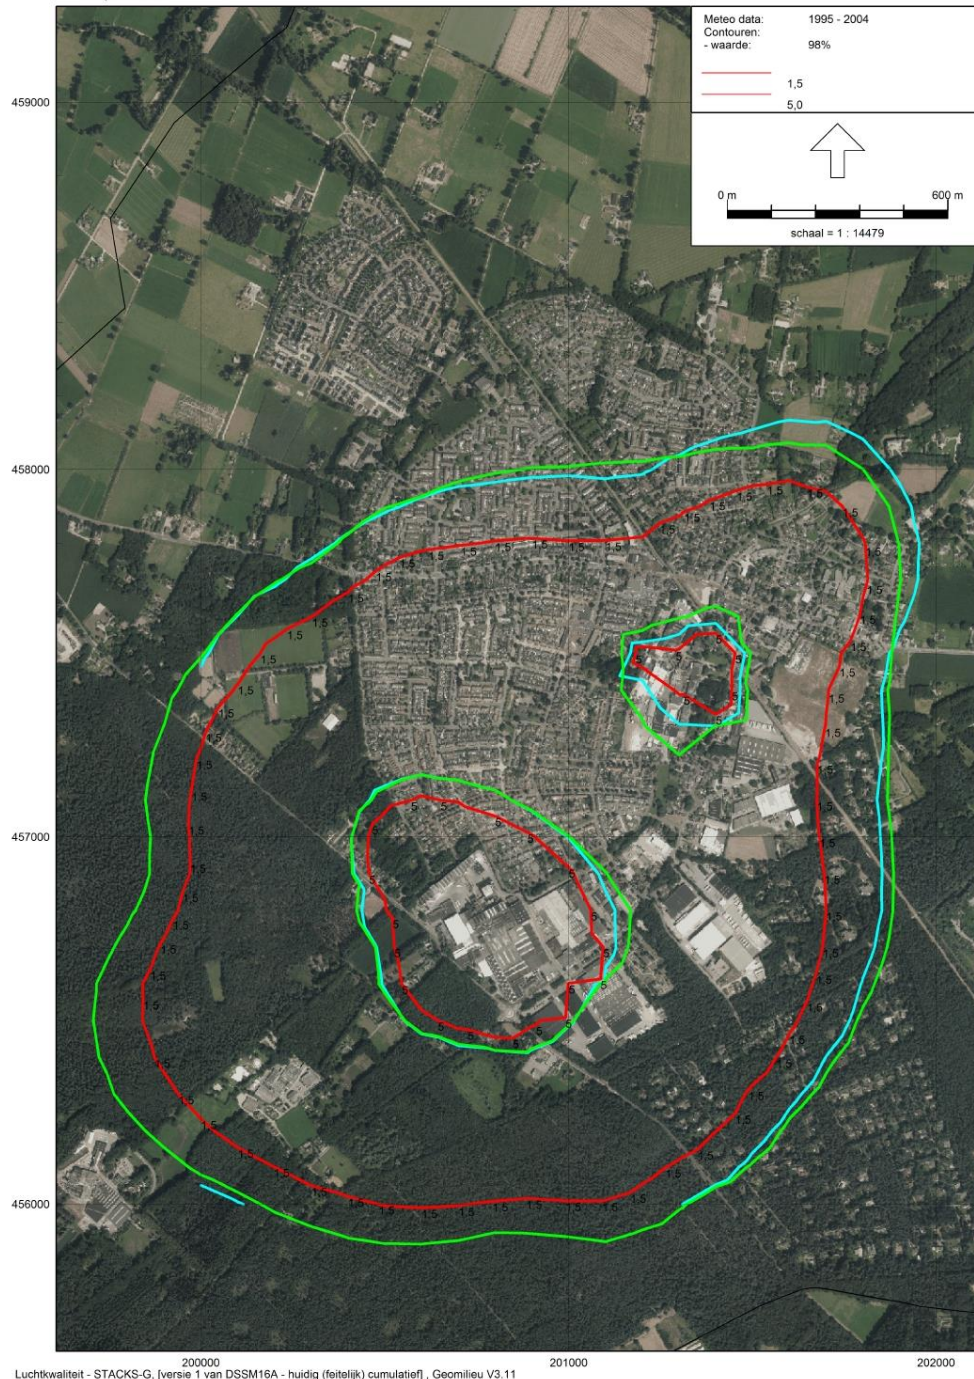 Meteo data: 1995 - 2004
Contouren:
- waarde: 98%
1,5
5,0
0 m 600 m
schaal = 1 : 14479
459000
458000
457000
456000
200000 201000 202000
Luchtkwaliteit - STACKS-G, [versie 1 van DSSM16A - huidig (feitelijk) cumulatief] , Geomilieu V3.11